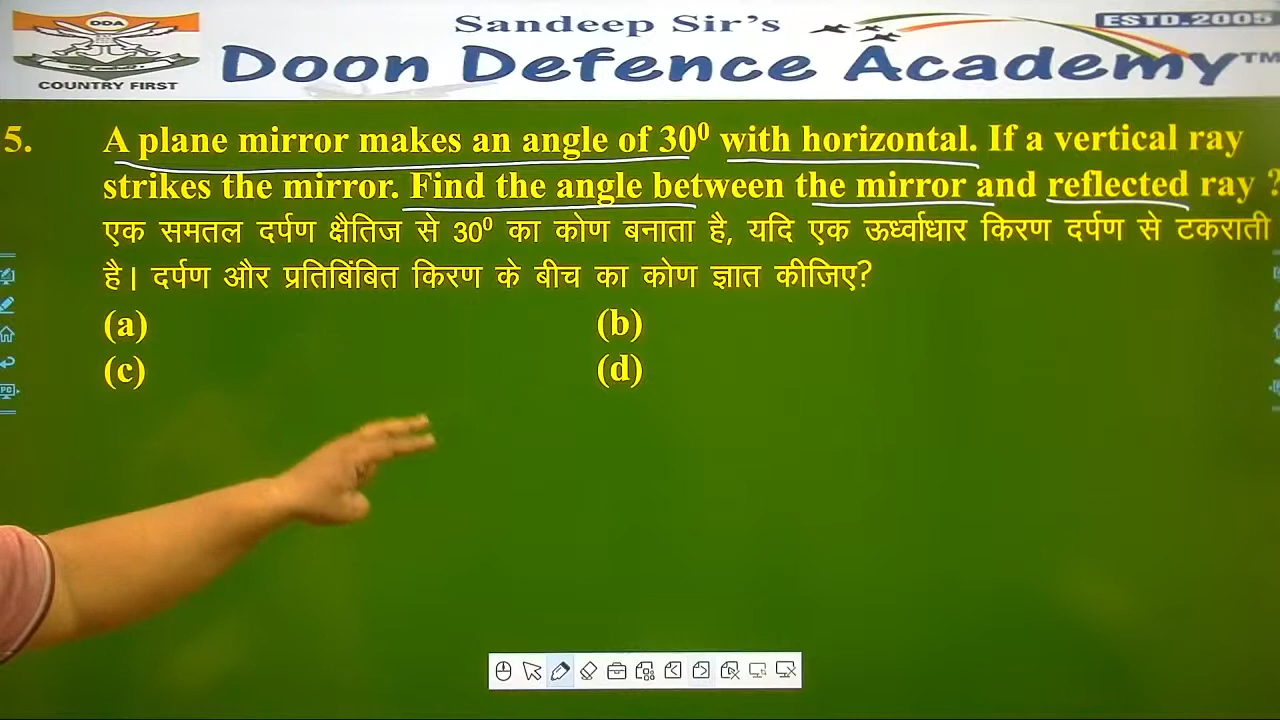 Sandeep Sir's
ESTD.2005
DDA
Doon Defence Academy™
COUNTRY FIRST
5. A plane mirror makes an angle of 30⁰ with horizontal. If a vertical ray
strikes the mirror. Find the angle between the mirror and reflected ray ?
एक समतल दर्पण क्षैतिज से 30⁰ का कोण बनाता है, यदि एक ऊर्ध्वाधार किरण दर्पण से टकराती
है। दर्पण और प्रतिबिंबित किरण के बीच का कोण ज्ञात कीजिए?
(a) (b)
(c) (d)